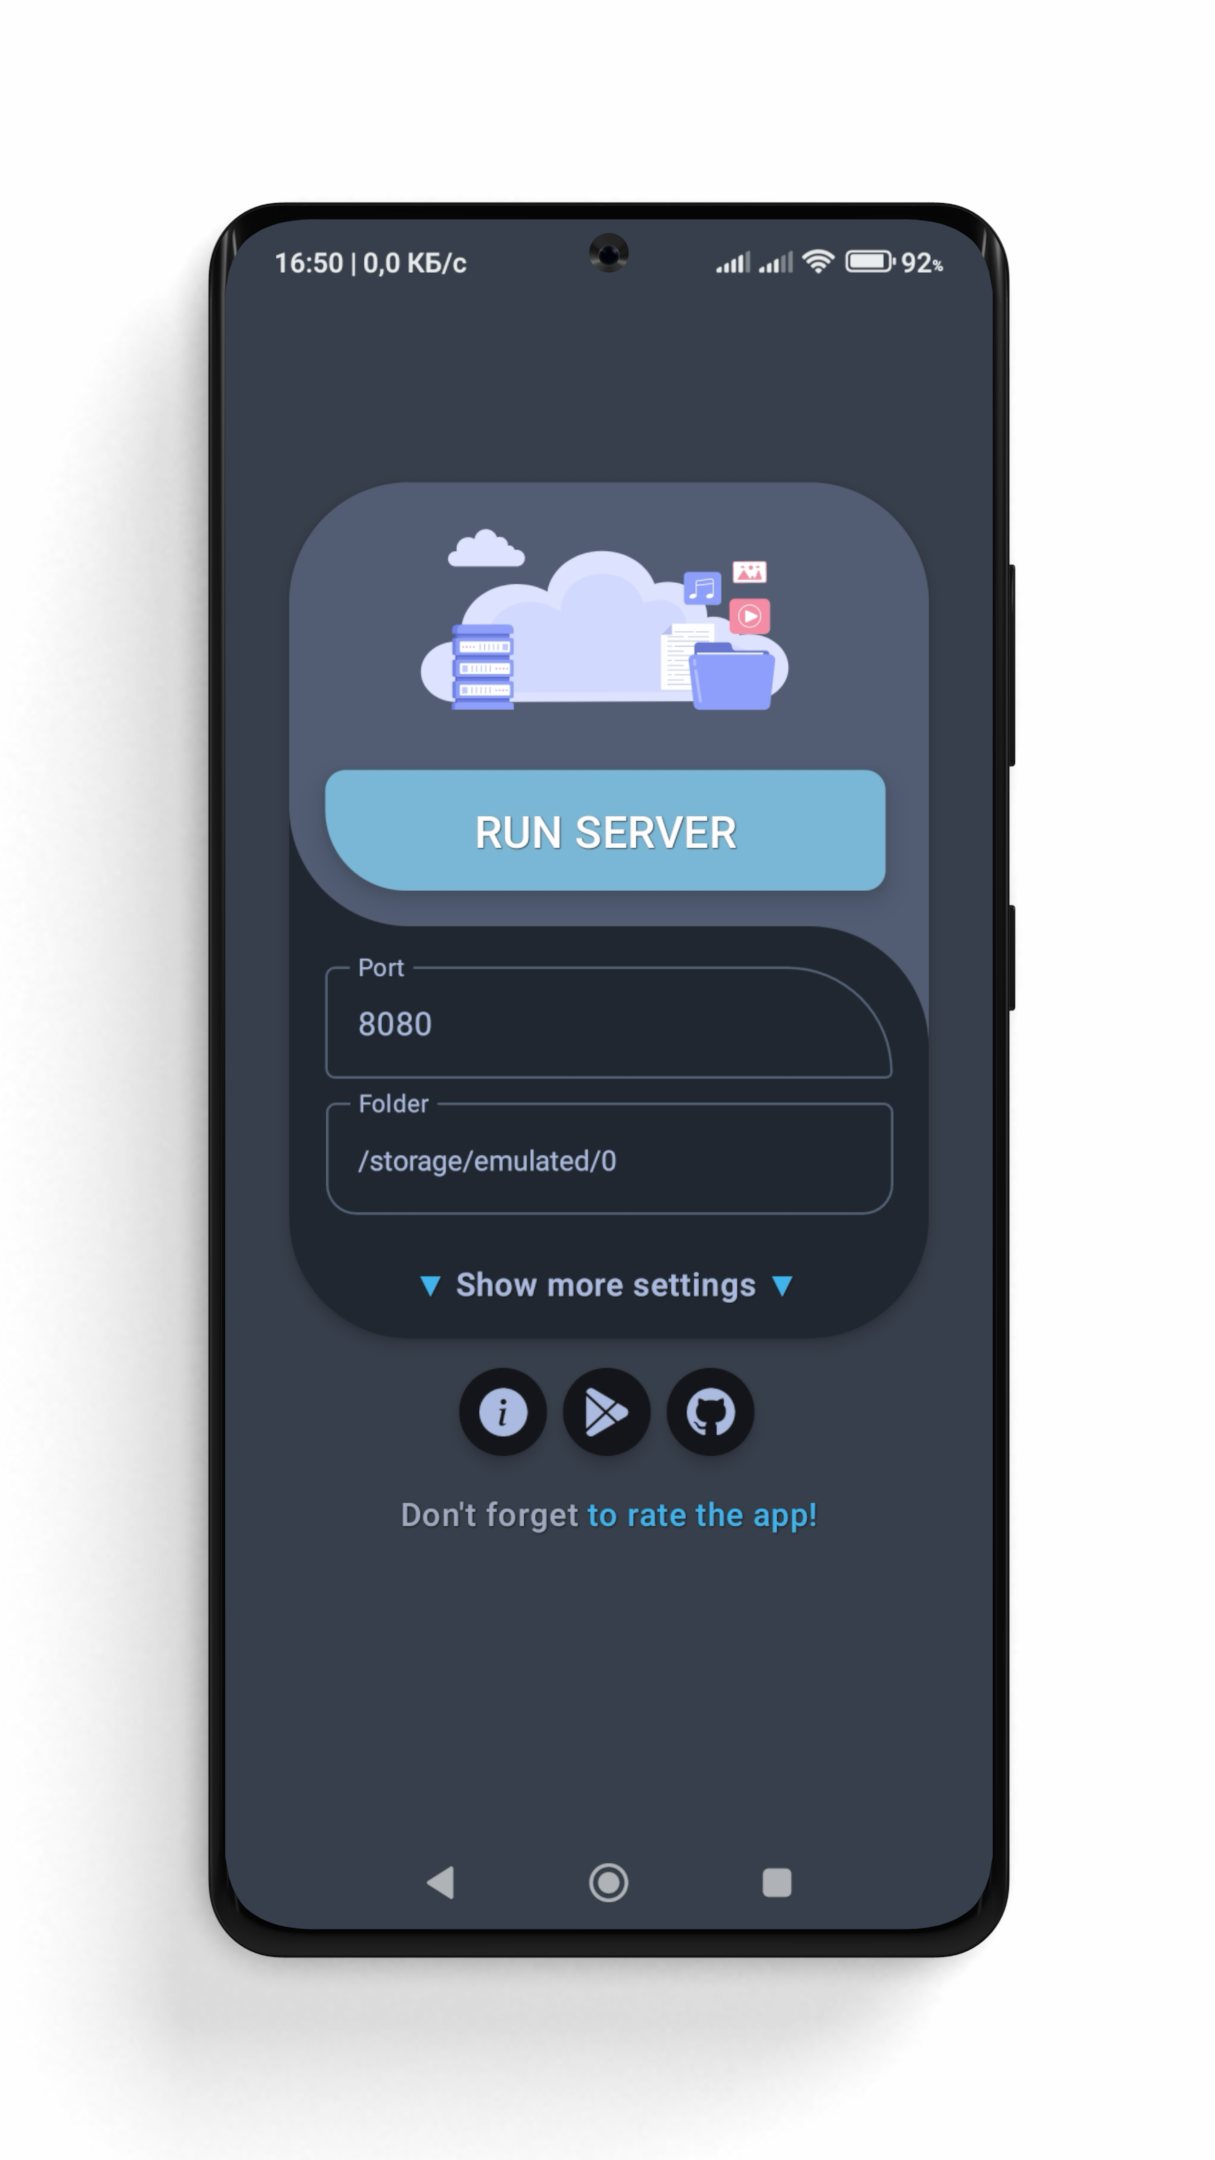 16:50 | 0,0 КБ/с 92%
RUN SERVER
Port
8080
Folder
/storage/emulated/0
▼ Show more settings ▼
Don't forget to rate the app!